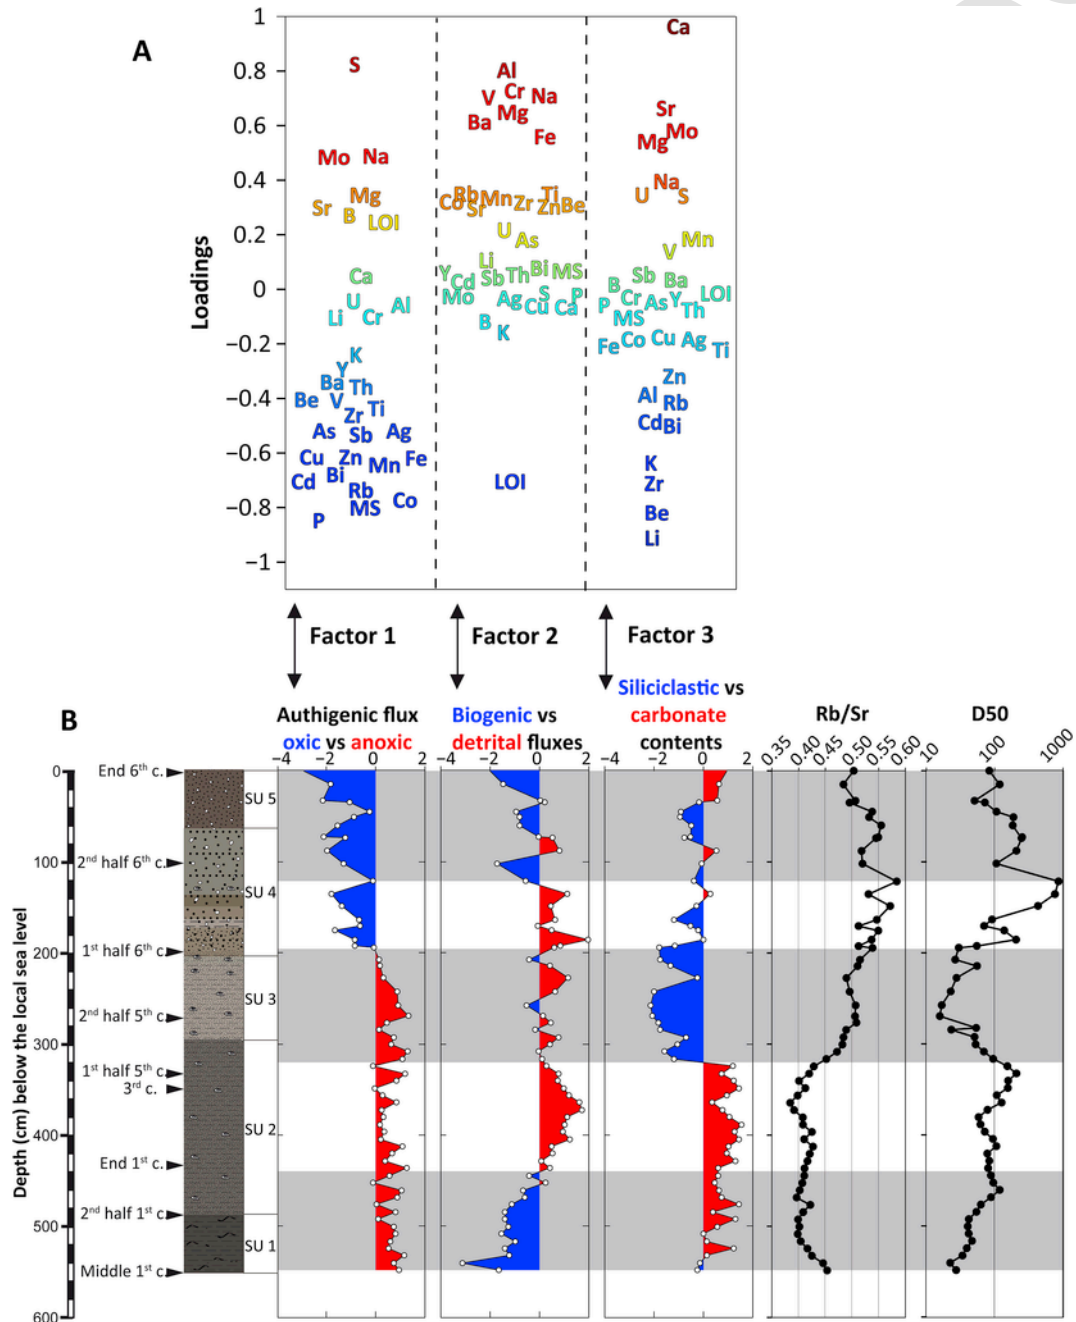 A
Loadings
1
0.8
0.6
0.4
0.2
0
−0.2
−0.4
−0.6
−0.8
−1
S
Mo Na
Mg
Sr B LOI
Ca
U Al
Li Cr
K
Y
Ba Th
Be V Ti
Zr
As Sb Ag
Cu Zn Mn Fe
Cd Bi
Rb
MS Co
P
Al
V Cr Na
Ba Mg
Fe
Co Rb Sr Mn Zr Ti Zn Be
U As
Li
Y Cd Sb Th Bi MS
Mo Ag Cu S Ca P
B K
LOI
Ca
Sr
Mg Mo
Na
U S
Mn
V
Sb
B Ba
P Cr As Y Th LOI
MS
Fe Co Cu Ag Ti
Zn
Al Rb
Cd Bi
K
Zr
Be
Li
Factor 1
Factor 2
Factor 3
B
Authigenic flux
oxic vs anoxic
−4 −2 0 2
Biogenic vs
detrital fluxes
−4 −2 0 2
Siliciclastic vs
carbonate
contents
−4 −2 0 2
Rb/Sr
0.35 0.40 0.45 0.50 0.55 0.60
D50
10 100 1000
Depth (cm) below the local sea level
0
100
200
300
400
500
600
End 6th c.
2nd half 6th c.
1st half 6th c.
2nd half 5th c.
1st half 5th c.
3rd c.
End 1st c.
2nd half 1st c.
Middle 1st c.
SU 5
SU 4
SU 3
SU 2
SU 1